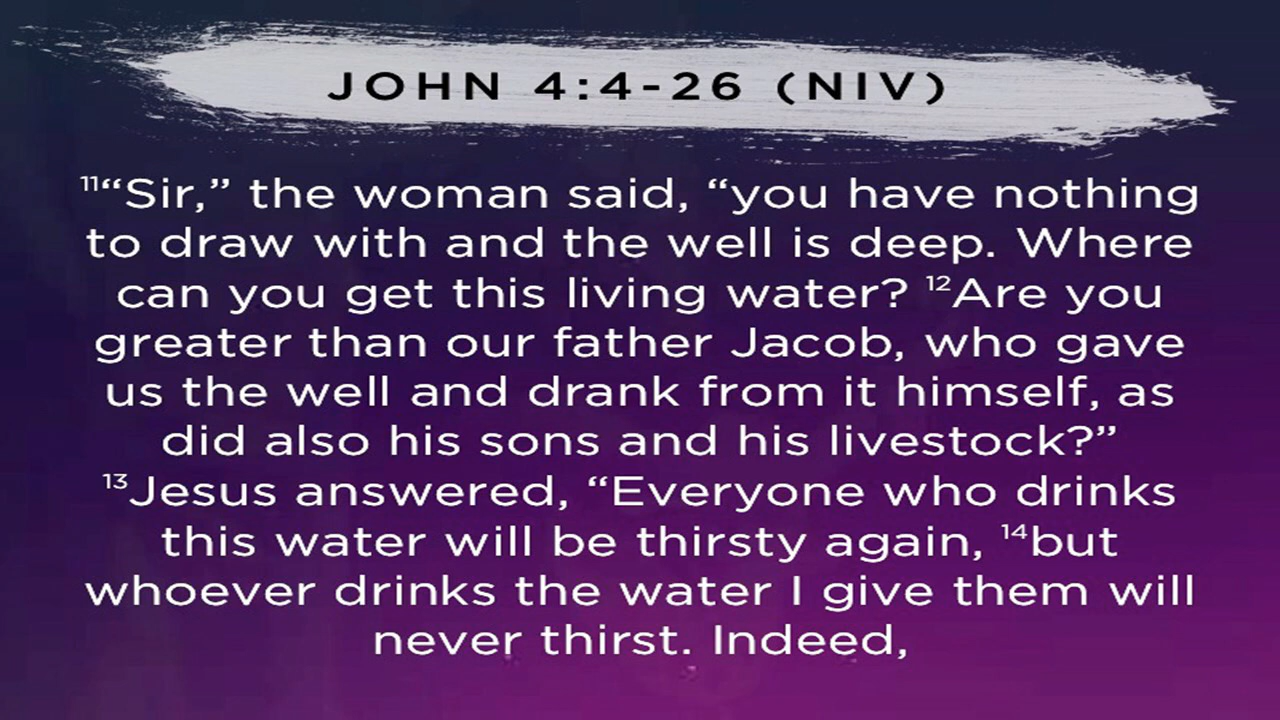 JOHN 4:4-26 (NIV)
¹¹“Sir,” the woman said, “you have nothing
to draw with and the well is deep. Where
can you get this living water? ¹²Are you
greater than our father Jacob, who gave
us the well and drank from it himself, as
did also his sons and his livestock?”
¹³Jesus answered, “Everyone who drinks
this water will be thirsty again, ¹⁴but
whoever drinks the water I give them will
never thirst. Indeed,